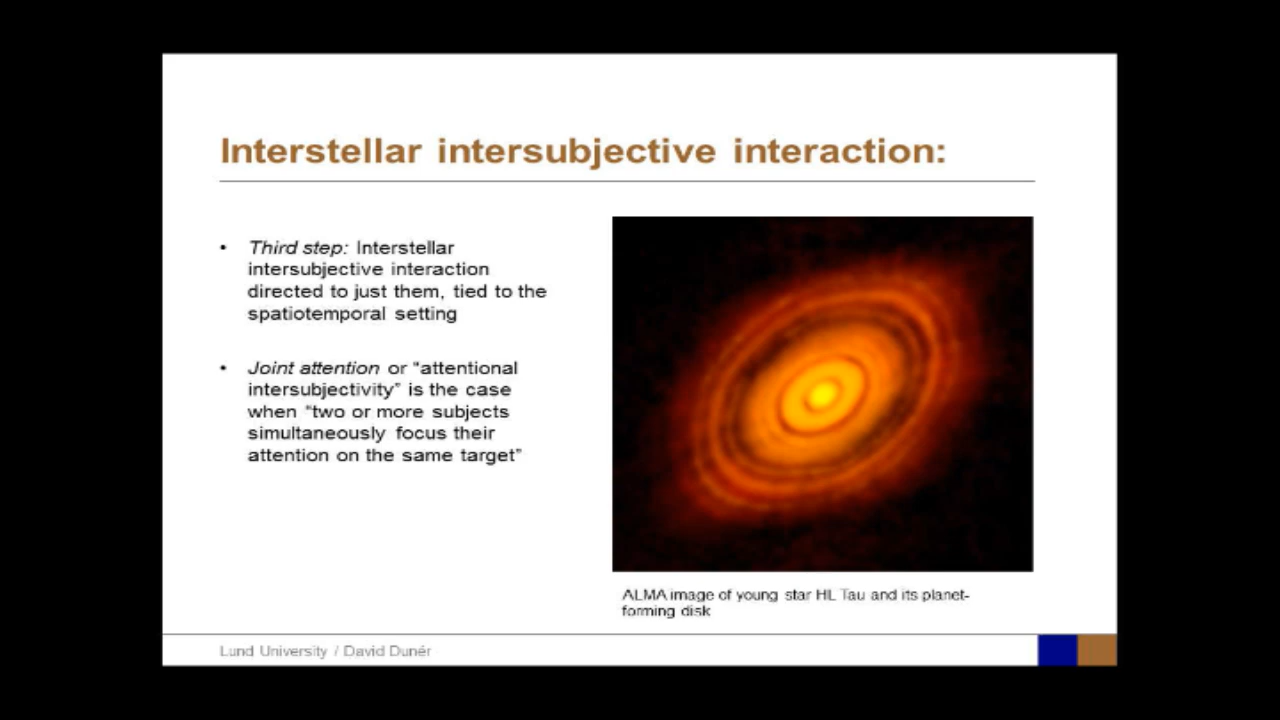 Interstellar intersubjective interaction:
• Third step: Interstellar
intersubjective interaction
directed to just them, tied to the
spatiotemporal setting
• Joint attention or “attentional
intersubjectivity” is the case
when “two or more subjects
simultaneously focus their
attention on the same target”
ALMA image of young star HL Tau and its planet-
forming disk
Lund University / David Dunér